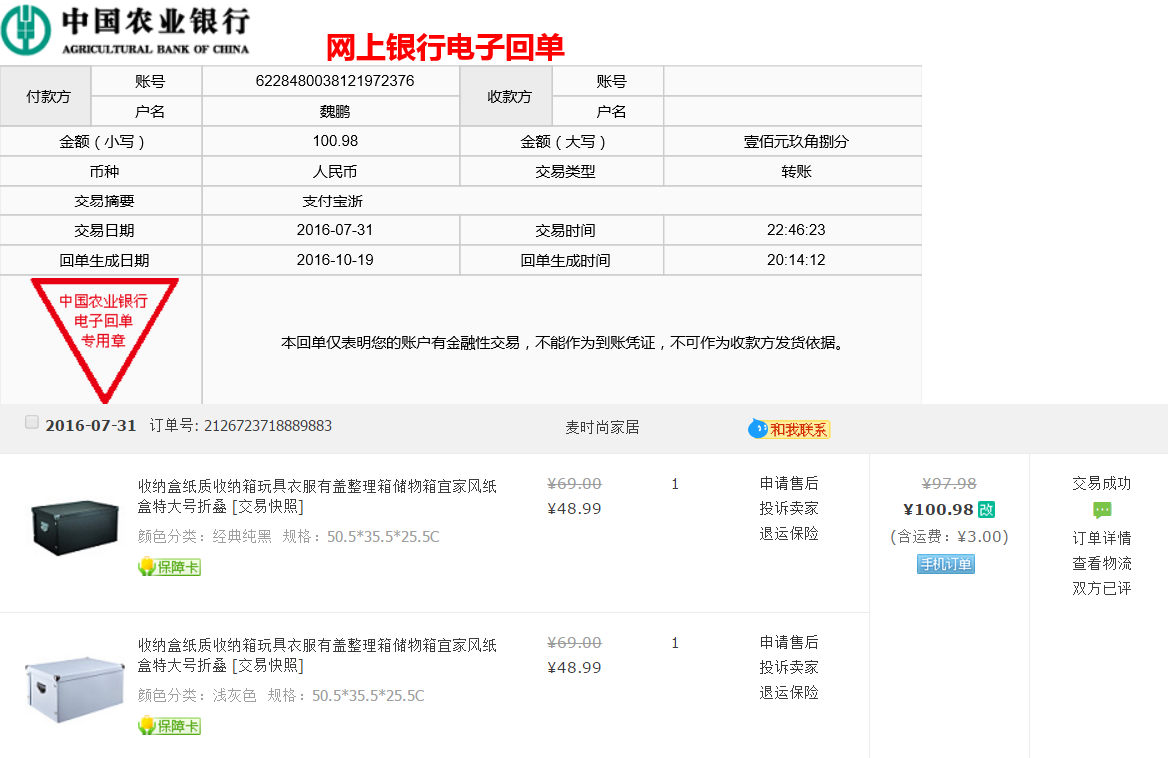 中国农业银行
AGRICULTURAL BANK OF CHINA
网上银行电子回单
付款方 账号 6228480038121972376 收款方 账号
户名 魏鹏 户名
金额（小写） 100.98 金额（大写） 壹佰元玖角捌分
币种 人民币 交易类型 转账
交易摘要 支付宝浙
交易日期 2016-07-31 交易时间 22:46:23
回单生成日期 2016-10-19 回单生成时间 20:14:12
中国农业银行
电子回单
专用章
本回单仅表明您的账户有金融性交易，不能作为到账凭证，不可作为收款方发货依据。
2016-07-31 订单号: 2126723718889883 麦时尚家居 和我联系
收纳盒纸质收纳箱玩具衣服有盖整理箱储物箱宜家风纸 ¥69.00 1 申请售后 ¥97.98 交易成功
盒特大号折叠 [交易快照] ¥48.99 投诉卖家 ¥100.98 改
颜色分类：经典纯黑 规格：50.5*35.5*25.5C 退运保险 (含运费：¥3.00) 订单详情
保障卡 手机订单 查看物流
双方已评
收纳盒纸质收纳箱玩具衣服有盖整理箱储物箱宜家风纸 ¥69.00 1 申请售后
盒特大号折叠 [交易快照] ¥48.99 投诉卖家
颜色分类：浅灰色 规格：50.5*35.5*25.5C 退运保险
保障卡